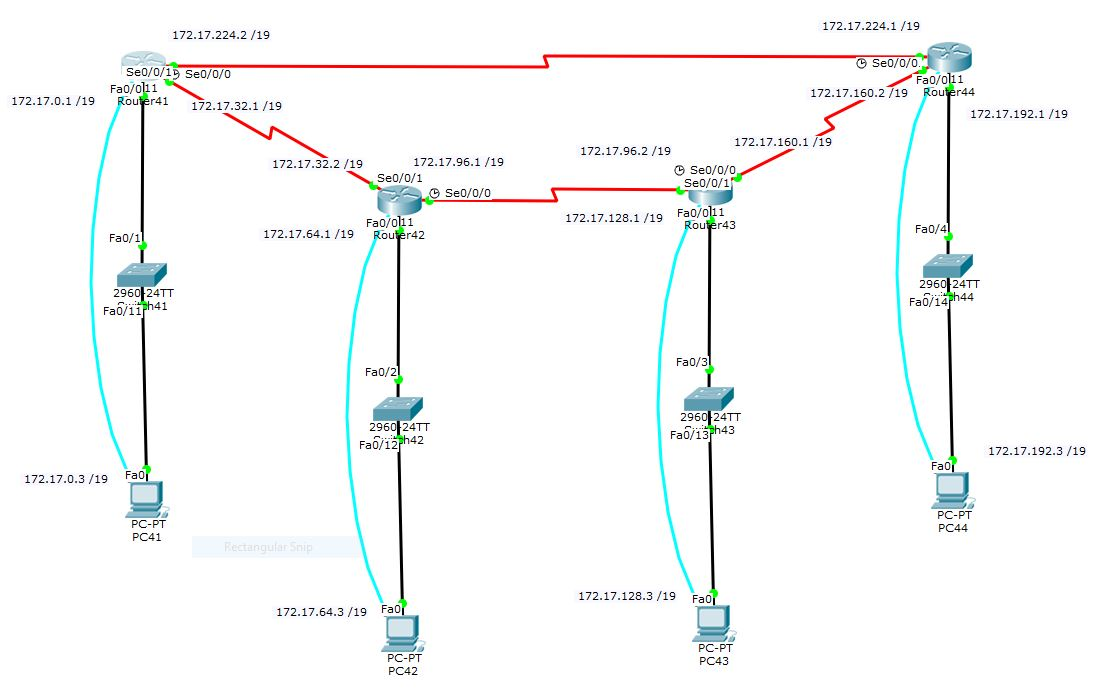 172.17.224.2 /19
172.17.224.1 /19
Se0/0/1
Se0/0/0
Se0/0/0
Fa0/0
11
Router41
Fa0/0
11
Router44
172.17.0.1 /19
172.17.32.1 /19
172.17.160.2 /19
172.17.192.1 /19
172.17.160.1 /19
172.17.32.2 /19
172.17.96.1 /19
172.17.96.2 /19
Se0/0/1
Se0/0/0
Se0/0/0
Se0/0/1
Fa0/0
11
Router42
172.17.64.1 /19
172.17.128.1 /19
Fa0/0
11
Router43
Fa0/1
2960-24TT
Switch41
Fa0/11
Fa0/4
2960-24TT
Switch44
Fa0/14
Fa0/2
2960-24TT
Switch42
Fa0/12
Fa0/3
2960-24TT
Switch43
Fa0/13
172.17.0.3 /19
Fa0
PC-PT
PC41
172.17.192.3 /19
Fa0
PC-PT
PC44
Rectangular Snip
172.17.64.3 /19
Fa0
PC-PT
PC42
172.17.128.3 /19
Fa0
PC-PT
PC43